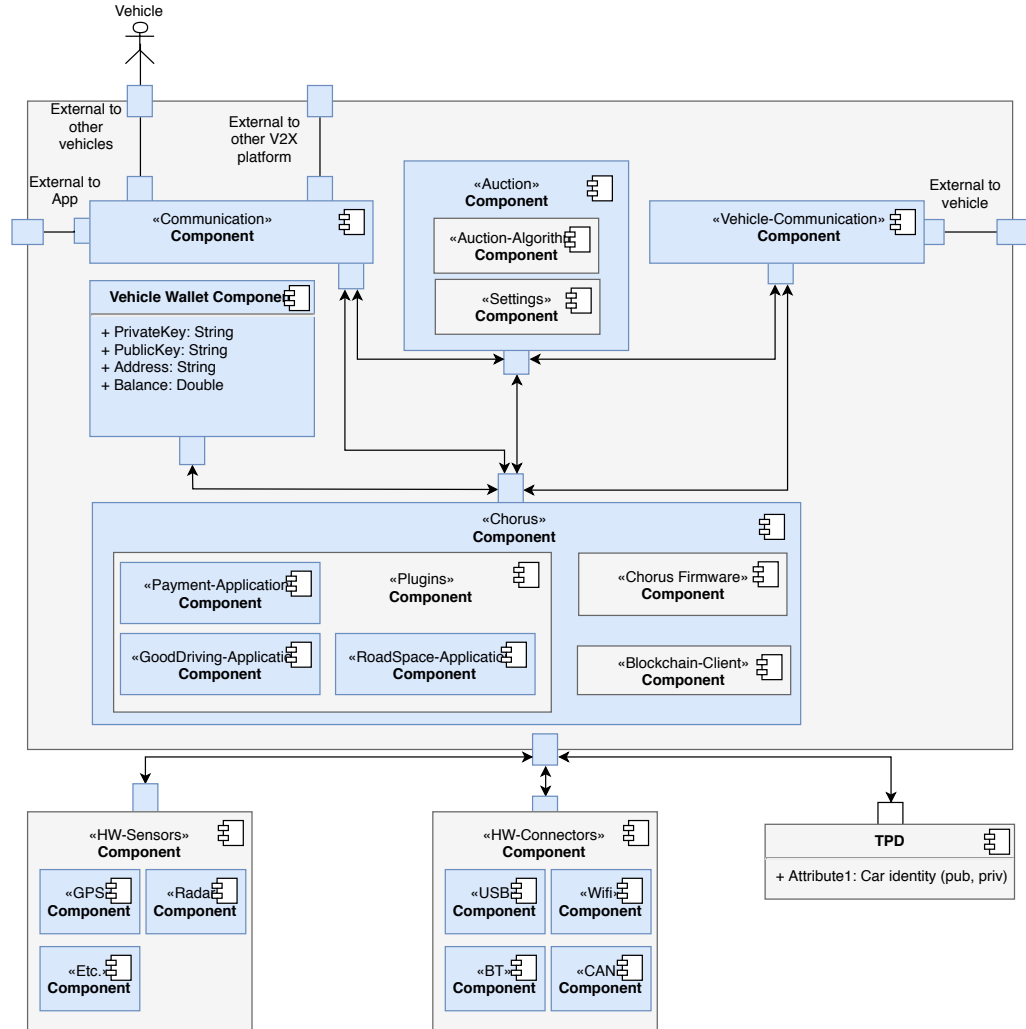 Vehicle
External to
other
vehicles
External to
other V2X
platform
External to
App
«Communication»
Component
«Auction»
Component
«Auction-Algorith
Component
«Settings»
Component
«Vehicle-Communication»
Component
External to
vehicle
Vehicle Wallet Componen
+ PrivateKey: String
+ PublicKey: String
+ Address: String
+ Balance: Double
«Chorus»
Component
«Plugins»
Component
«Payment-Application
Component
«GoodDriving-Applicatio
Component
«RoadSpace-Applicatio
Component
«Chorus Firmware»
Component
«Blockchain-Client»
Component
«HW-Sensors»
Component
«GPS»
Component
«Radar
Component
«Etc.»
Component
«HW-Connectors»
Component
«USB»
Component
«Wifi»
Component
«BT»
Component
«CAN»
Component
TPD
+ Attribute1: Car identity (pub, priv)